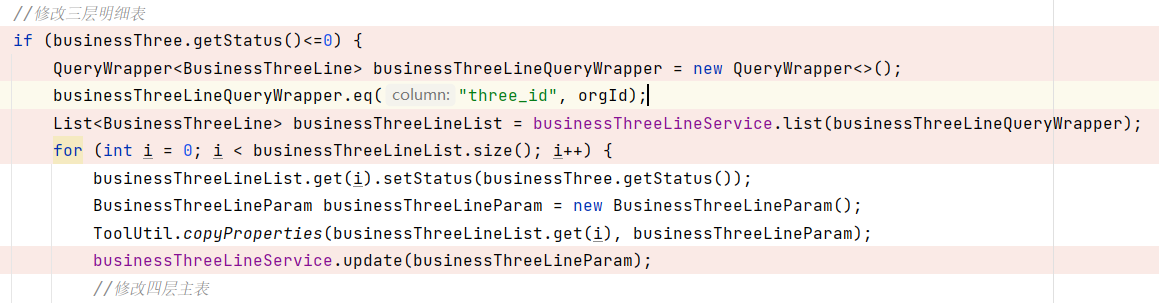 //修改三层明细表
if (businessThree.getStatus()<=0) {
    QueryWrapper<BusinessThreeLine> businessThreeLineQueryWrapper = new QueryWrapper<>();
    businessThreeLineQueryWrapper.eq( column: "three_id", orgId);
    List<BusinessThreeLine> businessThreeLineList = businessThreeLineService.list(businessThreeLineQueryWrapper);
    for (int i = 0; i < businessThreeLineList.size(); i++) {
        businessThreeLineList.get(i).setStatus(businessThree.getStatus());
        BusinessThreeLineParam businessThreeLineParam = new BusinessThreeLineParam();
        ToolUtil.copyProperties(businessThreeLineList.get(i), businessThreeLineParam);
        businessThreeLineService.update(businessThreeLineParam);
        //修改四层主表